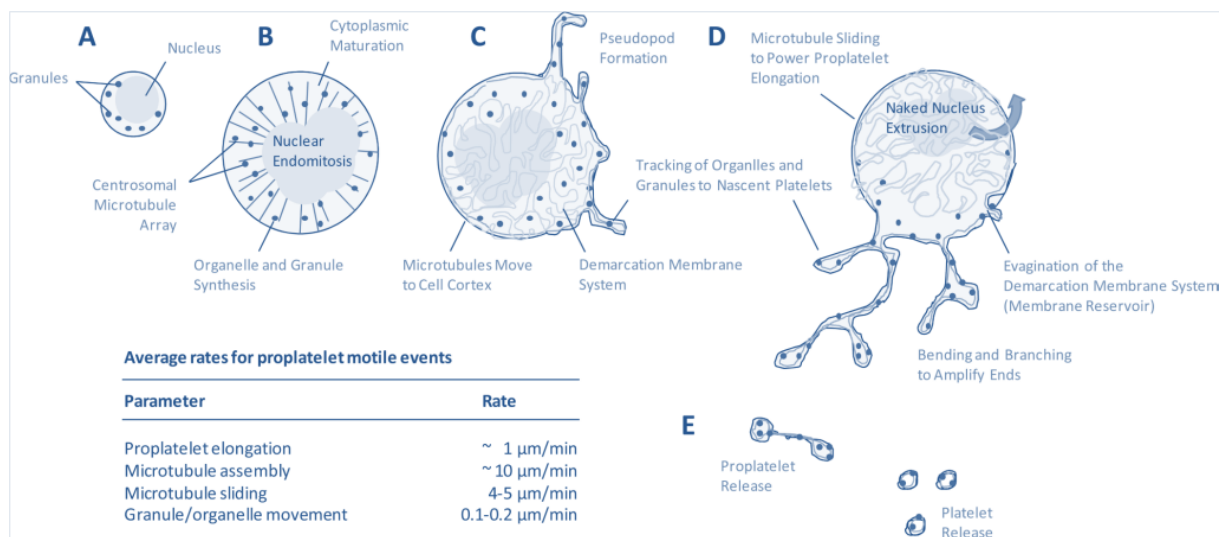 A
Nucleus
Granules
B
Cytoplasmic
Maturation
Nuclear
Endomitosis
Centrosomal
Microtubule
Array
Organelle and Granule
Synthesis
C
Pseudopod
Formation
Tracking of Organlles and
Granules to Nascent Platelets
Microtubules Move
to Cell Cortex
Demarcation Membrane
System
D
Microtubule Sliding
to Power Proplatelet
Elongation
Naked Nucleus
Extrusion
Evagination of the
Demarcation Membrane System
(Membrane Reservoir)
Bending and Branching
to Amplify Ends
Average rates for proplatelet motile events
Parameter Rate
Proplatelet elongation ~ 1 μm/min
Microtubule assembly ~ 10 μm/min
Microtubule sliding 4-5 μm/min
Granule/organelle movement 0.1-0.2 μm/min
E
Proplatelet
Release
Platelet
Release